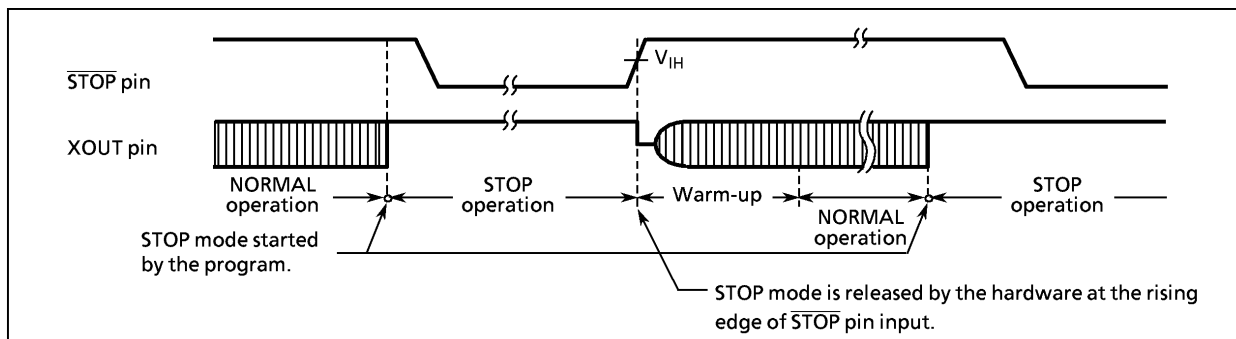 STOP pin
VIH
XOUT pin
NORMAL
operation
STOP
operation
Warm-up
NORMAL
operation
STOP
operation
STOP mode started
by the program.
STOP mode is released by the hardware at the rising
edge of STOP pin input.